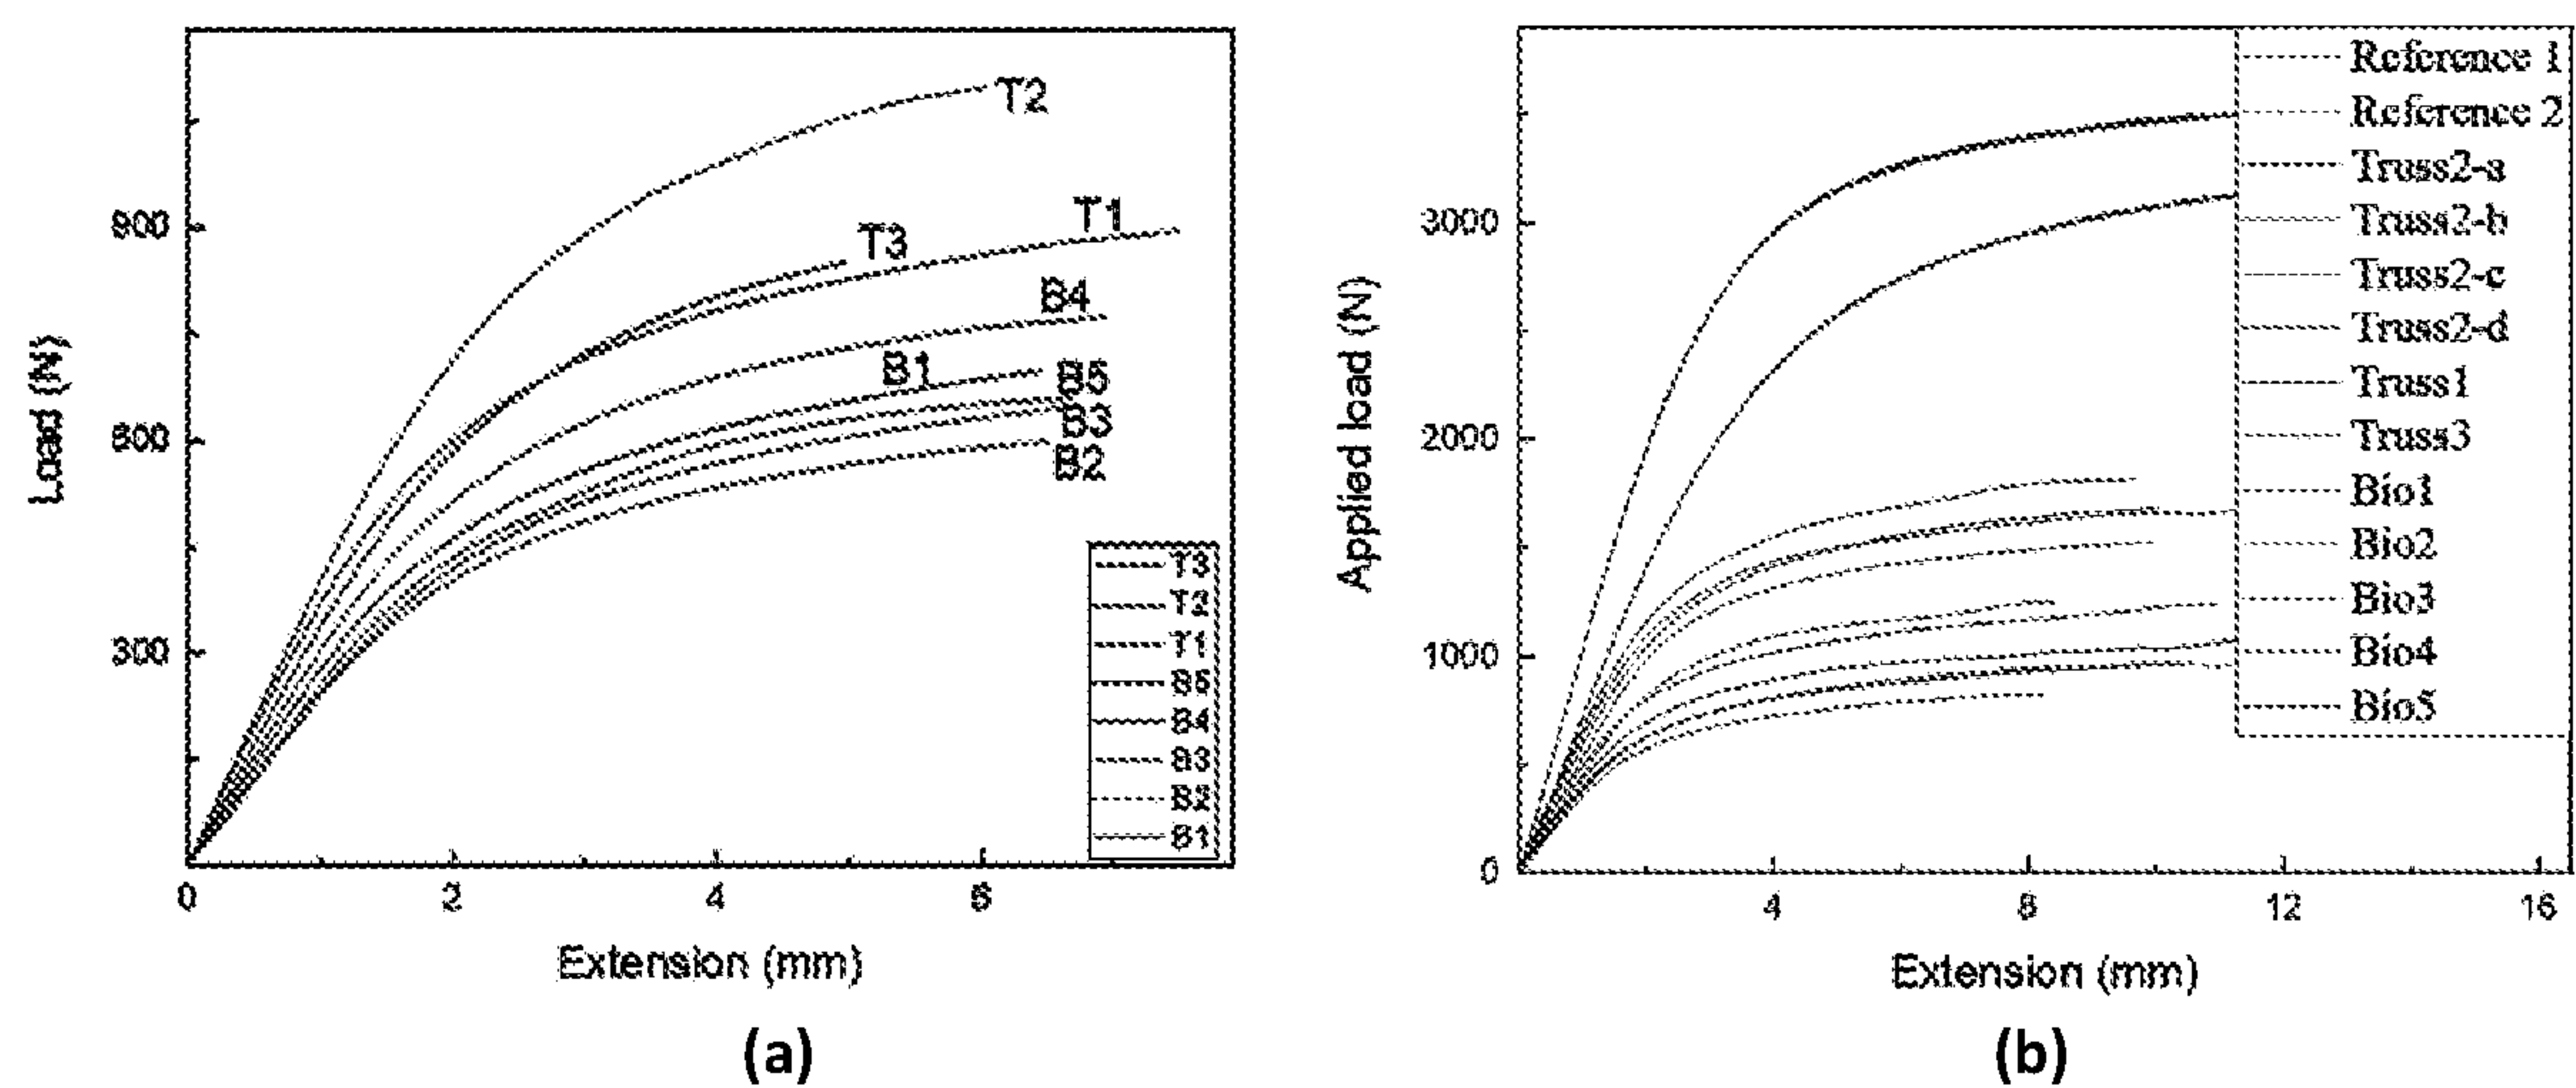 T2
T1
T3
B4
B1
B5
B3
B2
900
600
300
0
2
4
6
Load (N)
Extension (mm)
T3
T2
T1
B5
B4
B3
B2
B1
(a)
3000
2000
1000
0
4
8
12
16
Applied load (N)
Extension (mm)
Reference 1
Reference 2
Truss2-a
Truss2-b
Truss2-c
Truss2-d
Truss1
Truss3
Bio1
Bio2
Bio3
Bio4
Bio5
(b)